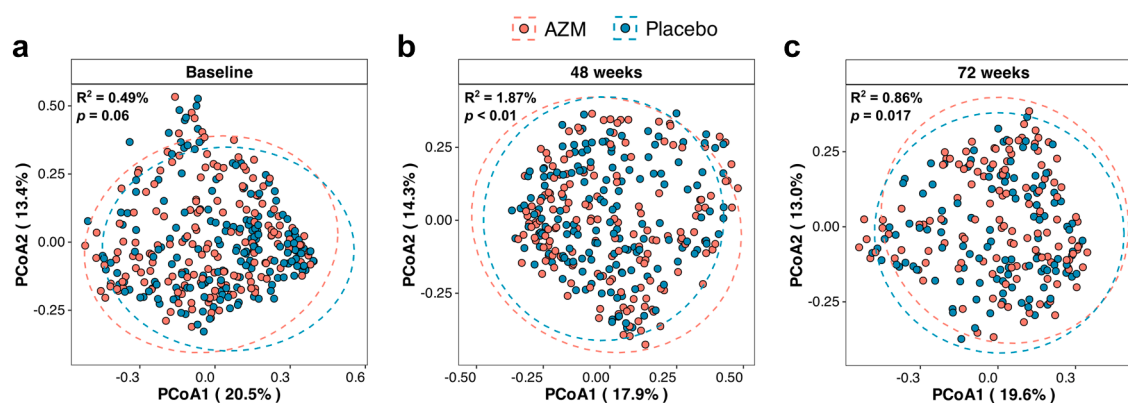 AZM Placebo
a b c
Baseline
R² = 0.49%
p = 0.06
0.50
0.25
0.00
-0.25
PCoA2 ( 13.4%)
-0.3 0.0 0.3 0.6
PCoA1 ( 20.5%)
48 weeks
R² = 1.87%
p < 0.01
0.25
0.00
-0.25
PCoA2 ( 14.3%)
-0.50 -0.25 0.00 0.25 0.50
PCoA1 ( 17.9%)
72 weeks
R² = 0.86%
p = 0.017
0.25
0.00
-0.25
PCoA2 ( 13.0%)
-0.3 0.0 0.3
PCoA1 ( 19.6%)